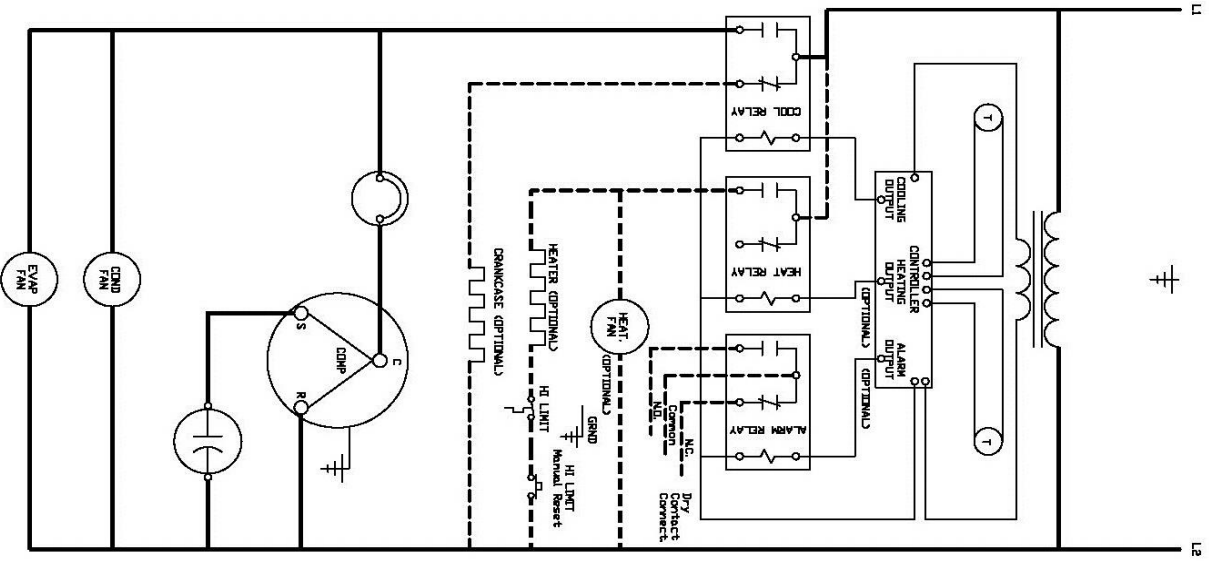 L1
COOL RELAY
T
COOLING
OUTPUT
CONTROLLER
HEATING
OUTPUT
(OPTIONAL)
ALARM
OUTPUT
(OPTIONAL)
HEAT RELAY
T
ALARM RELAY
N.O.
Common
N.C.
Dry
Contact
Connect
HEAT.
FAN
(OPTIONAL)
GRND
HEATER (OPTIONAL)
HI LIMIT
HI LIMIT
Manual Reset
CRANKCASE (OPTIONAL)
C
COMP
S
R
COND
FAN
EVAP
FAN
L2